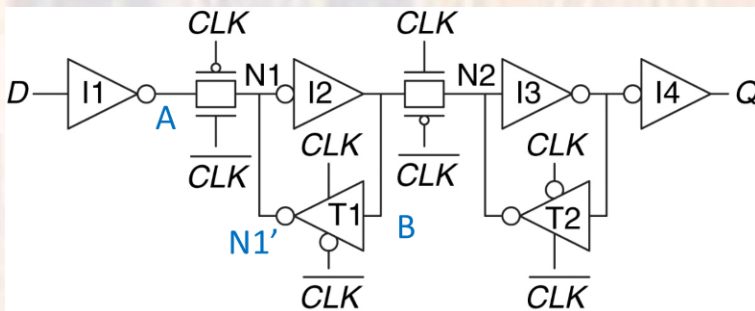 CLK CLK
D I1 A N1 I2 N2 I3 I4 Q
CLK CLK CLK CLK
N1’ T1 B T2
CLK CLK